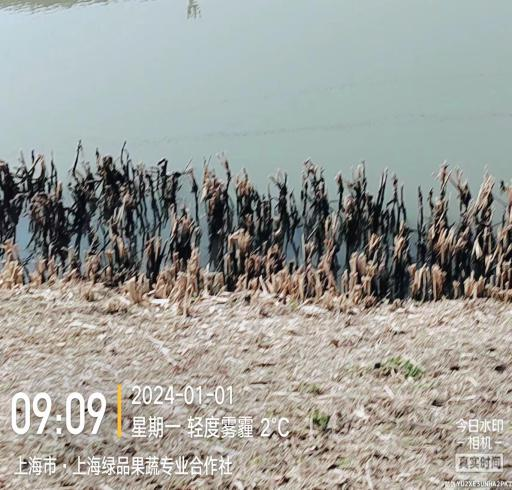 09:09
2024-01-01
星期一 轻度雾霾 2℃
上海市·上海绿品果蔬专业合作社
今日水印
-相机-
真实时间